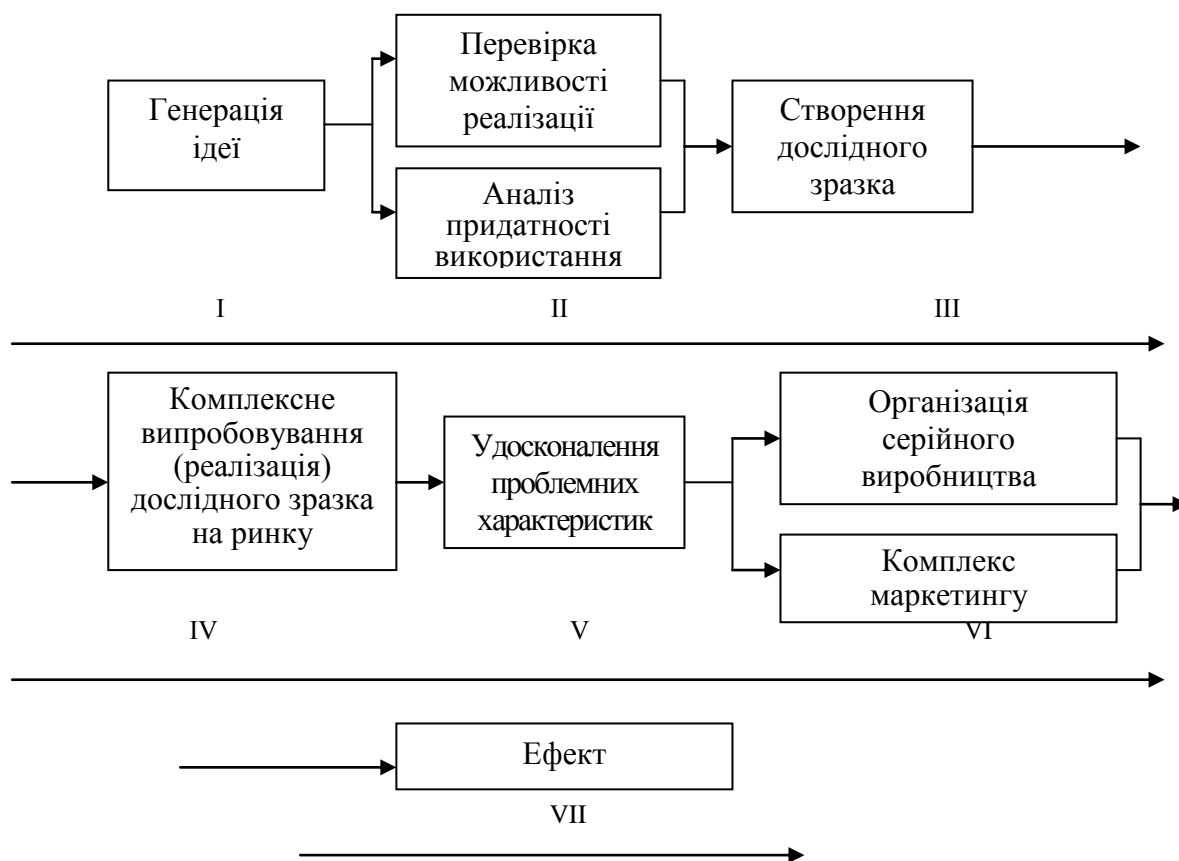 Генерація
ідеї
Перевірка
можливості
реалізації
Аналіз
придатності
використання
Створення
дослідного
зразка
I
II
III
Комплексне
випробовування
(реалізація)
дослідного зразка
на ринку
Удосконалення
проблемних
характеристик
Організація
серійного
виробництва
Комплекс
маркетингу
IV
V
VI
Ефект
VII